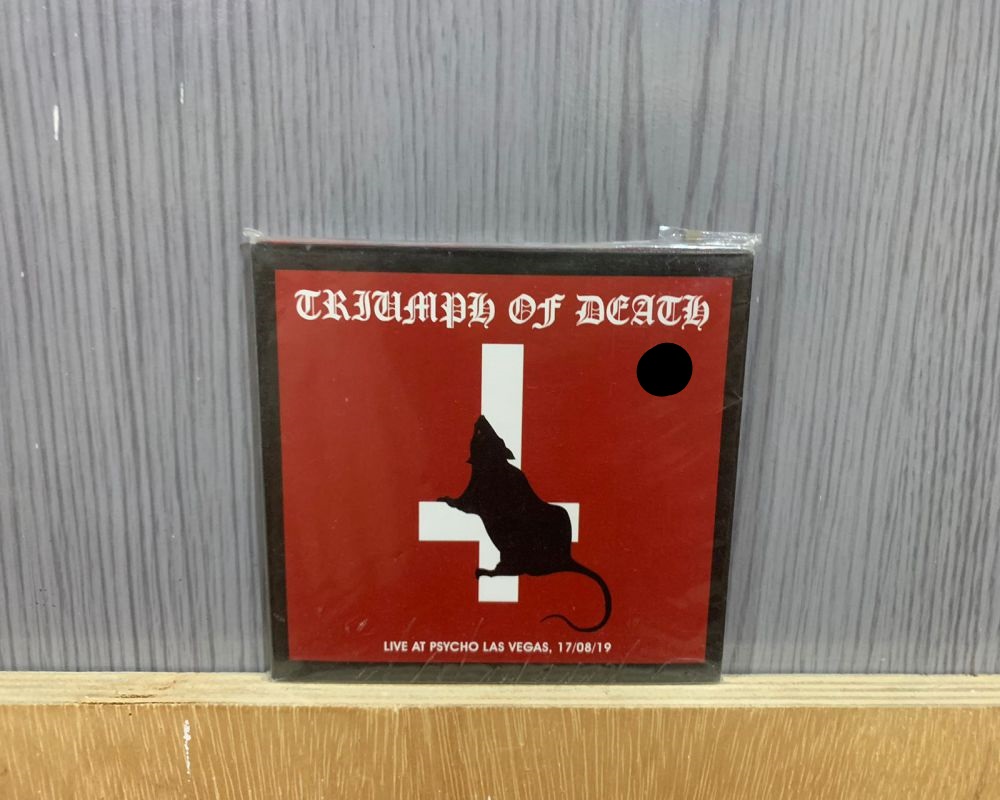 TRIUMPH OF DEATH
LIVE AT PSYCHO LAS VEGAS, 17/08/19